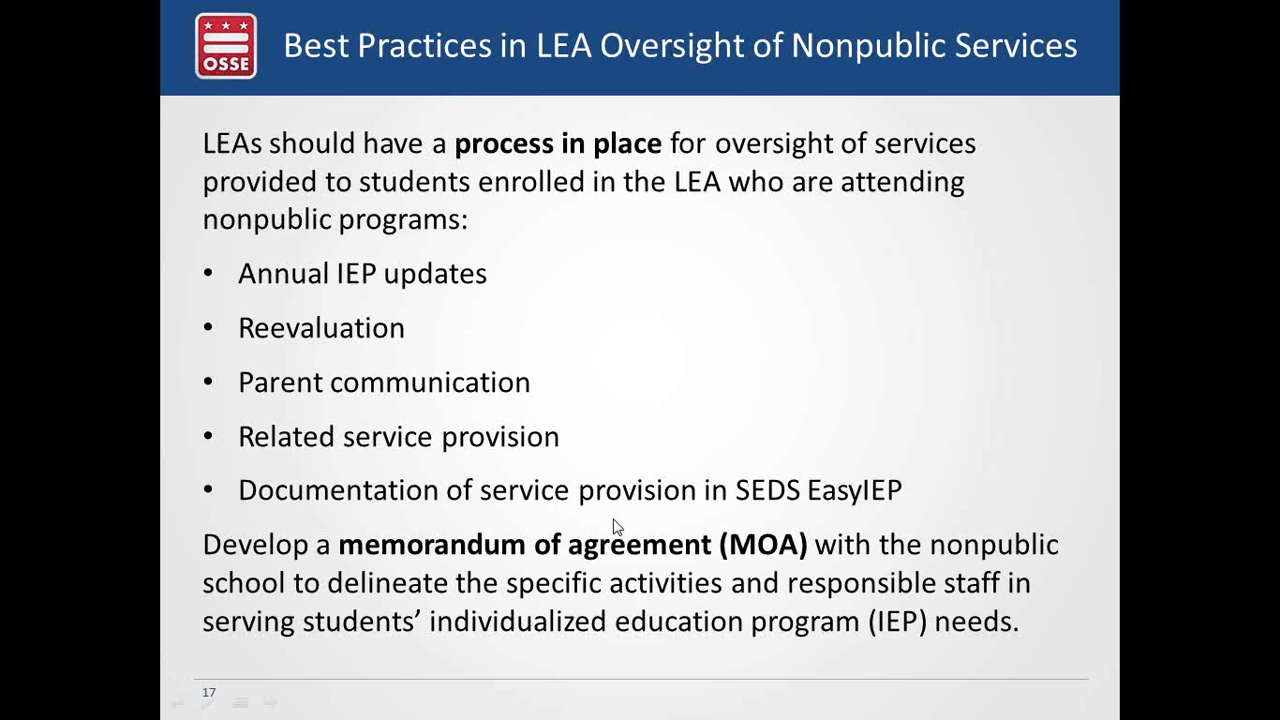 OSSE
Best Practices in LEA Oversight of Nonpublic Services
LEAs should have a process in place for oversight of services
provided to students enrolled in the LEA who are attending
nonpublic programs:
• Annual IEP updates
• Reevaluation
• Parent communication
• Related service provision
• Documentation of service provision in SEDS EasyIEP
Develop a memorandum of agreement (MOA) with the nonpublic
school to delineate the specific activities and responsible staff in
serving students’ individualized education program (IEP) needs.
17